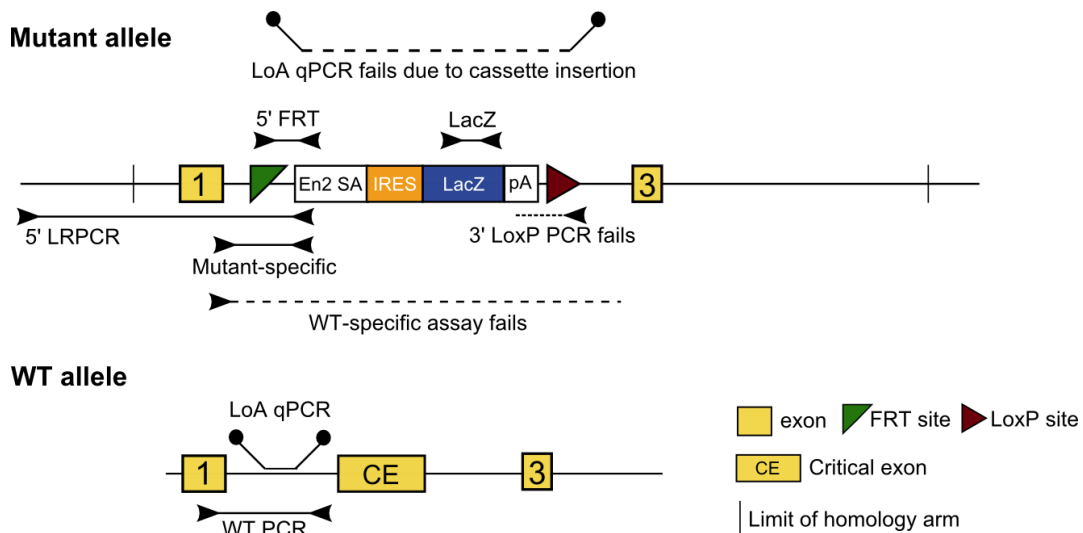 Mutant allele
LoA qPCR fails due to cassette insertion
5' FRT
LacZ
1
En2 SA
IRES
LacZ
pA
3
5' LRPCR
3' LoxP PCR fails
Mutant-specific
WT-specific assay fails
WT allele
LoA qPCR
1
CE
3
WT PCR
exon
FRT site
LoxP site
CE
Critical exon
Limit of homology arm